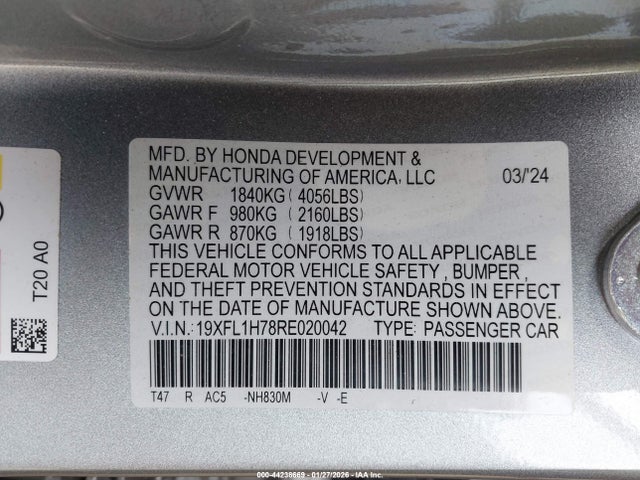 MFD. BY HONDA DEVELOPMENT &
MANUFACTURING OF AMERICA, LLC 03/'24
GVWR 1840KG ( 4056LBS)
GAWR F 980KG ( 2160LBS)
GAWR R 870KG ( 1918LBS)
THIS VEHICLE CONFORMS TO ALL APPLICABLE
FEDERAL MOTOR VEHICLE SAFETY , BUMPER ,
AND THEFT PREVENTION STANDARDS IN EFFECT
ON THE DATE OF MANUFACTURE SHOWN ABOVE.
V.I.N.:19XFL1H78RE020042 TYPE: PASSENGER CAR
T47 R AC5 -NH830M -V -E
T20 A0
000-44238669 - 01/27/2026 - IAA Inc.